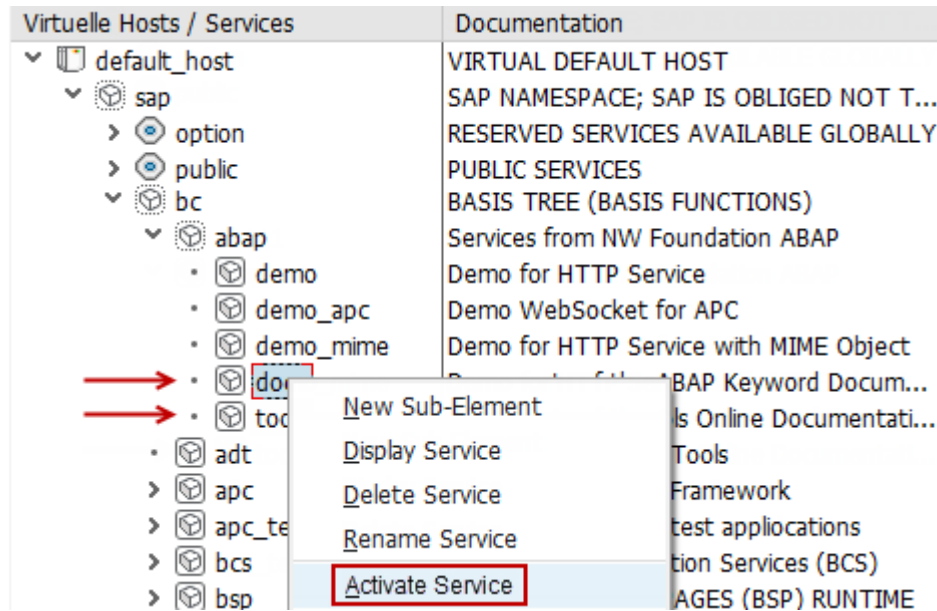 Virtuelle Hosts / Services Documentation
default_host VIRTUAL DEFAULT HOST
sap SAP NAMESPACE; SAP IS OBLIGED NOT T...
option RESERVED SERVICES AVAILABLE GLOBALLY
public PUBLIC SERVICES
bc BASIS TREE (BASIS FUNCTIONS)
abap Services from NW Foundation ABAP
demo Demo for HTTP Service
demo_apc Demo WebSocket for APC
demo_mime Demo for HTTP Service with MIME Object
of the ABAP Keyword Docum...
New Sub-Element
Online Documentati...
adt Display Service Tools
apc Delete Service Framework
apc_te test appliocations
Rename Service
bcs Services (BCS)
Activate Service
bsp (BSP) RUNTIME